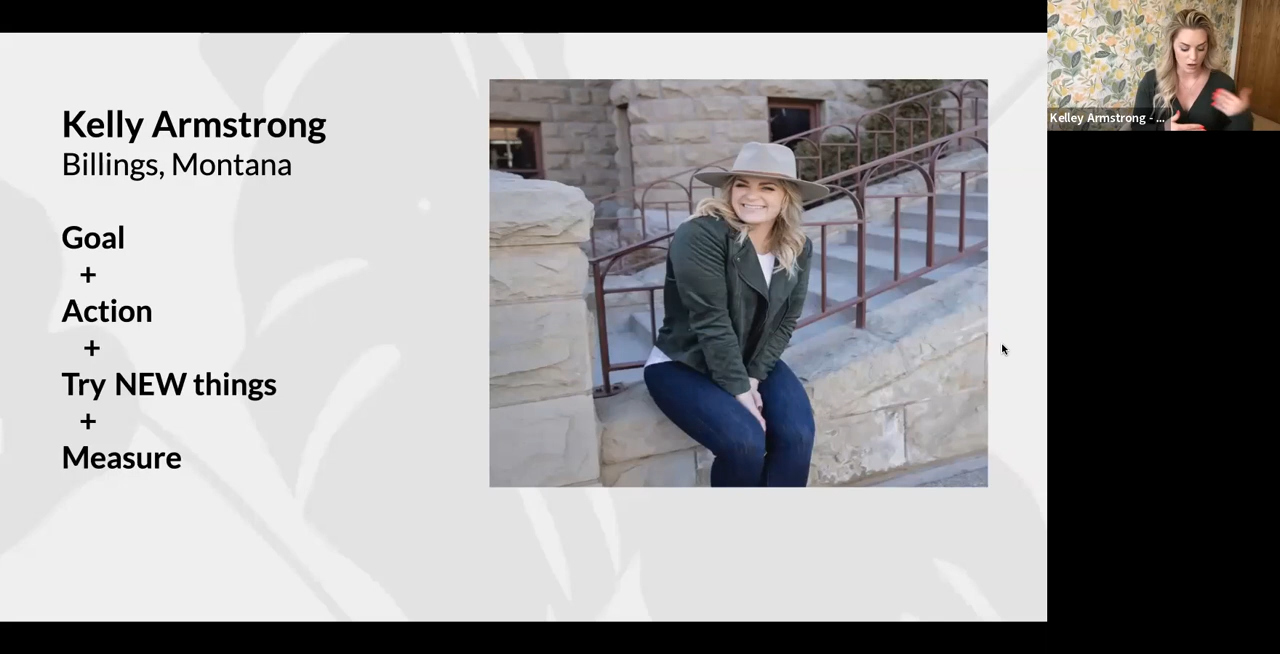 Kelly Armstrong
Billings, Montana
Goal
+
Action
+
Try NEW things
+
Measure
Kelley Armstrong - ...